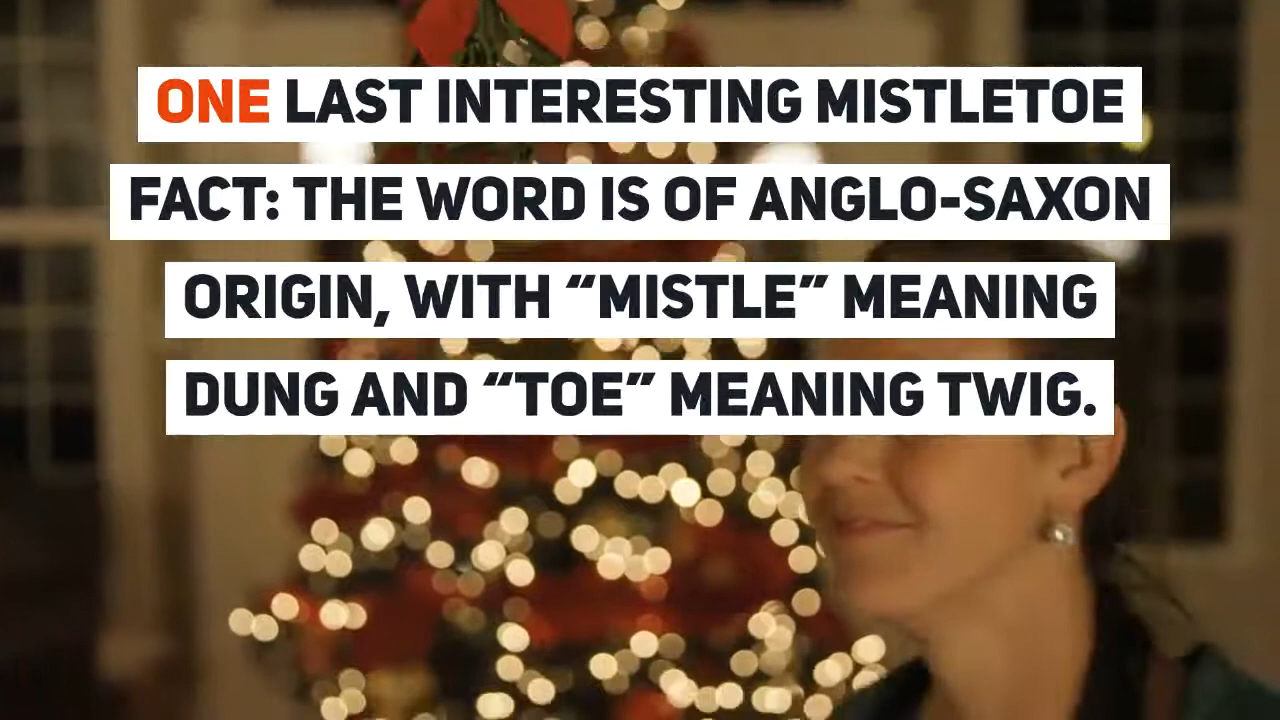 ONE LAST INTERESTING MISTLETOE
FACT: THE WORD IS OF ANGLO-SAXON
ORIGIN, WITH “MISTLE” MEANING
DUNG AND “TOE” MEANING TWIG.